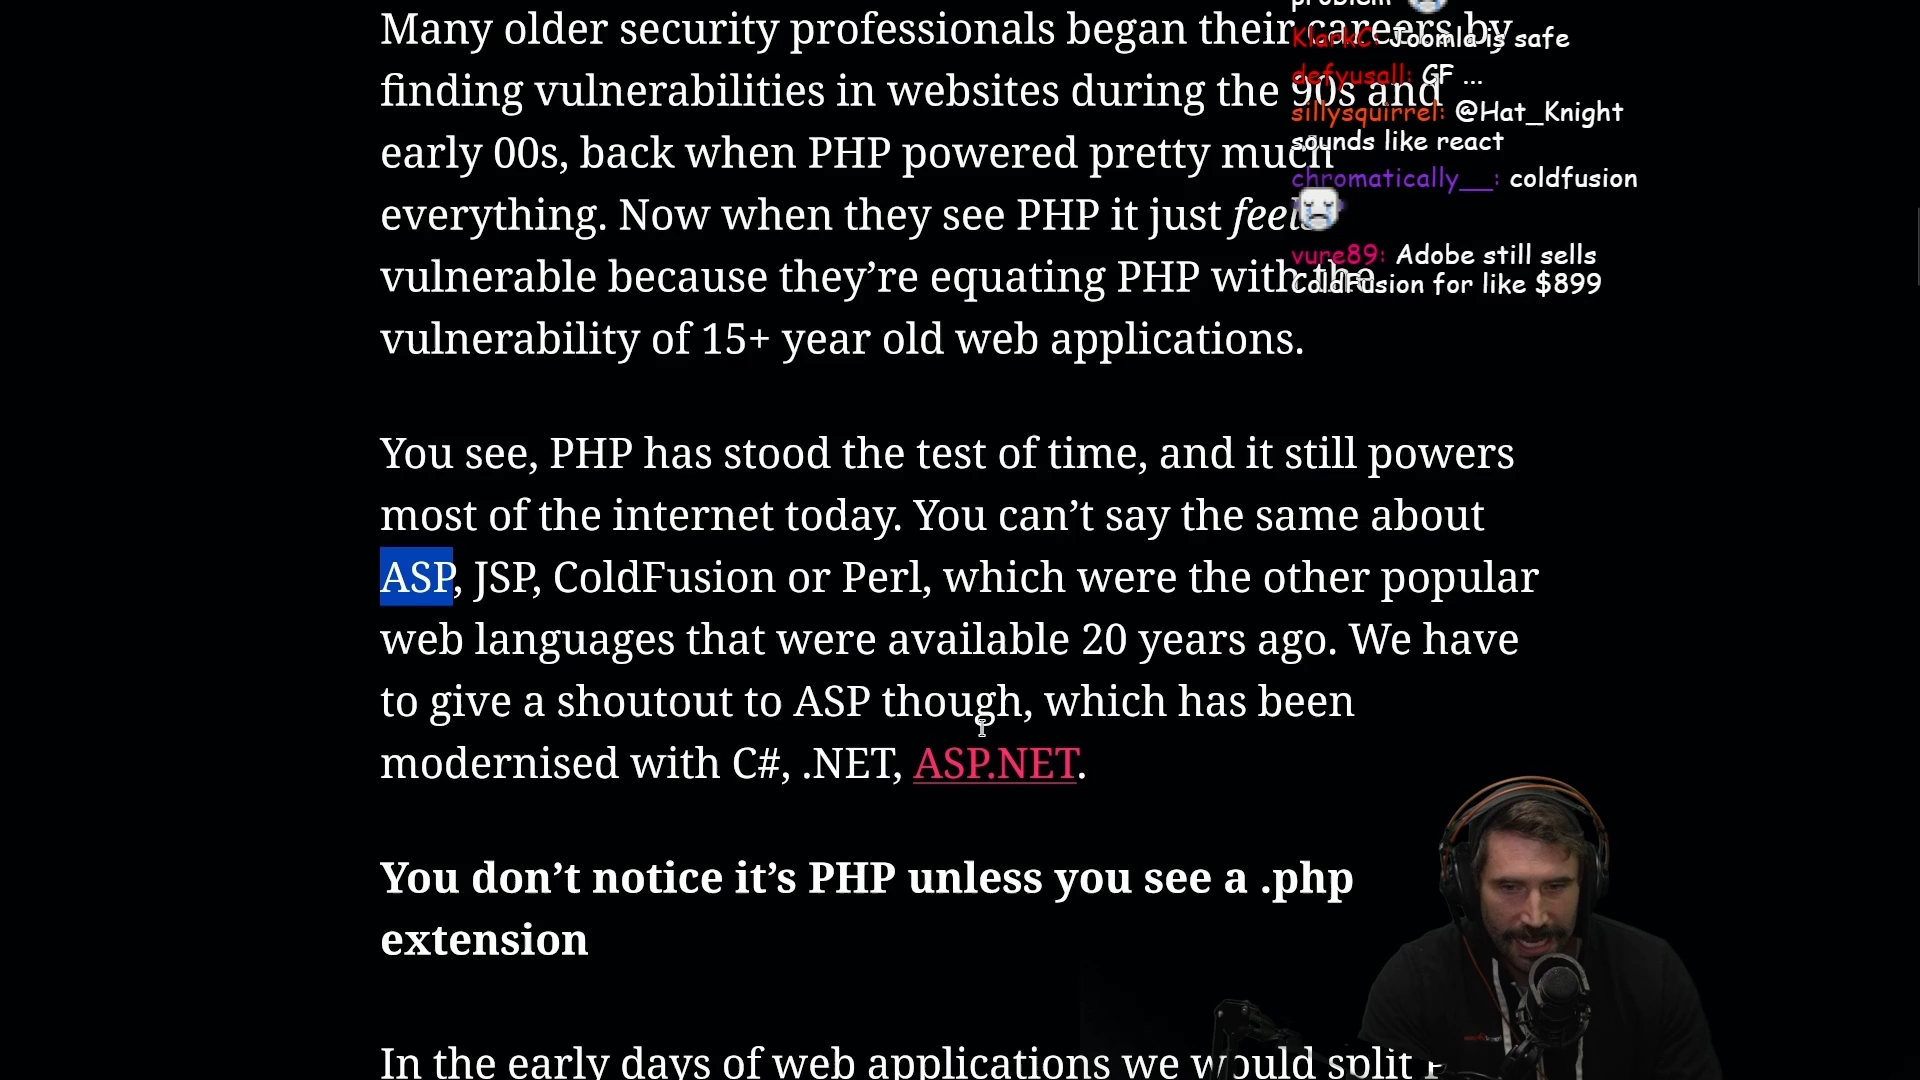 Many older security professionals began their careers by
finding vulnerabilities in websites during the 90s and
early 00s, back when PHP powered pretty much
everything. Now when they see PHP it just feels
vulnerable because they’re equating PHP with the
vulnerability of 15+ year old web applications.
You see, PHP has stood the test of time, and it still powers
most of the internet today. You can’t say the same about
ASP, JSP, ColdFusion or Perl, which were the other popular
web languages that were available 20 years ago. We have
to give a shoutout to ASP though, which has been
modernised with C#, .NET, ASP.NET.
You don’t notice it’s PHP unless you see a .php
extension
In the early days of web applications we would split
problem
KlarkC: Joomla is safe
defyusall: GF ...
sillysquirrel: @Hat_Knight
sounds like react
chromatically__: coldfusion
vure89: Adobe still sells
ColdFusion for like $899